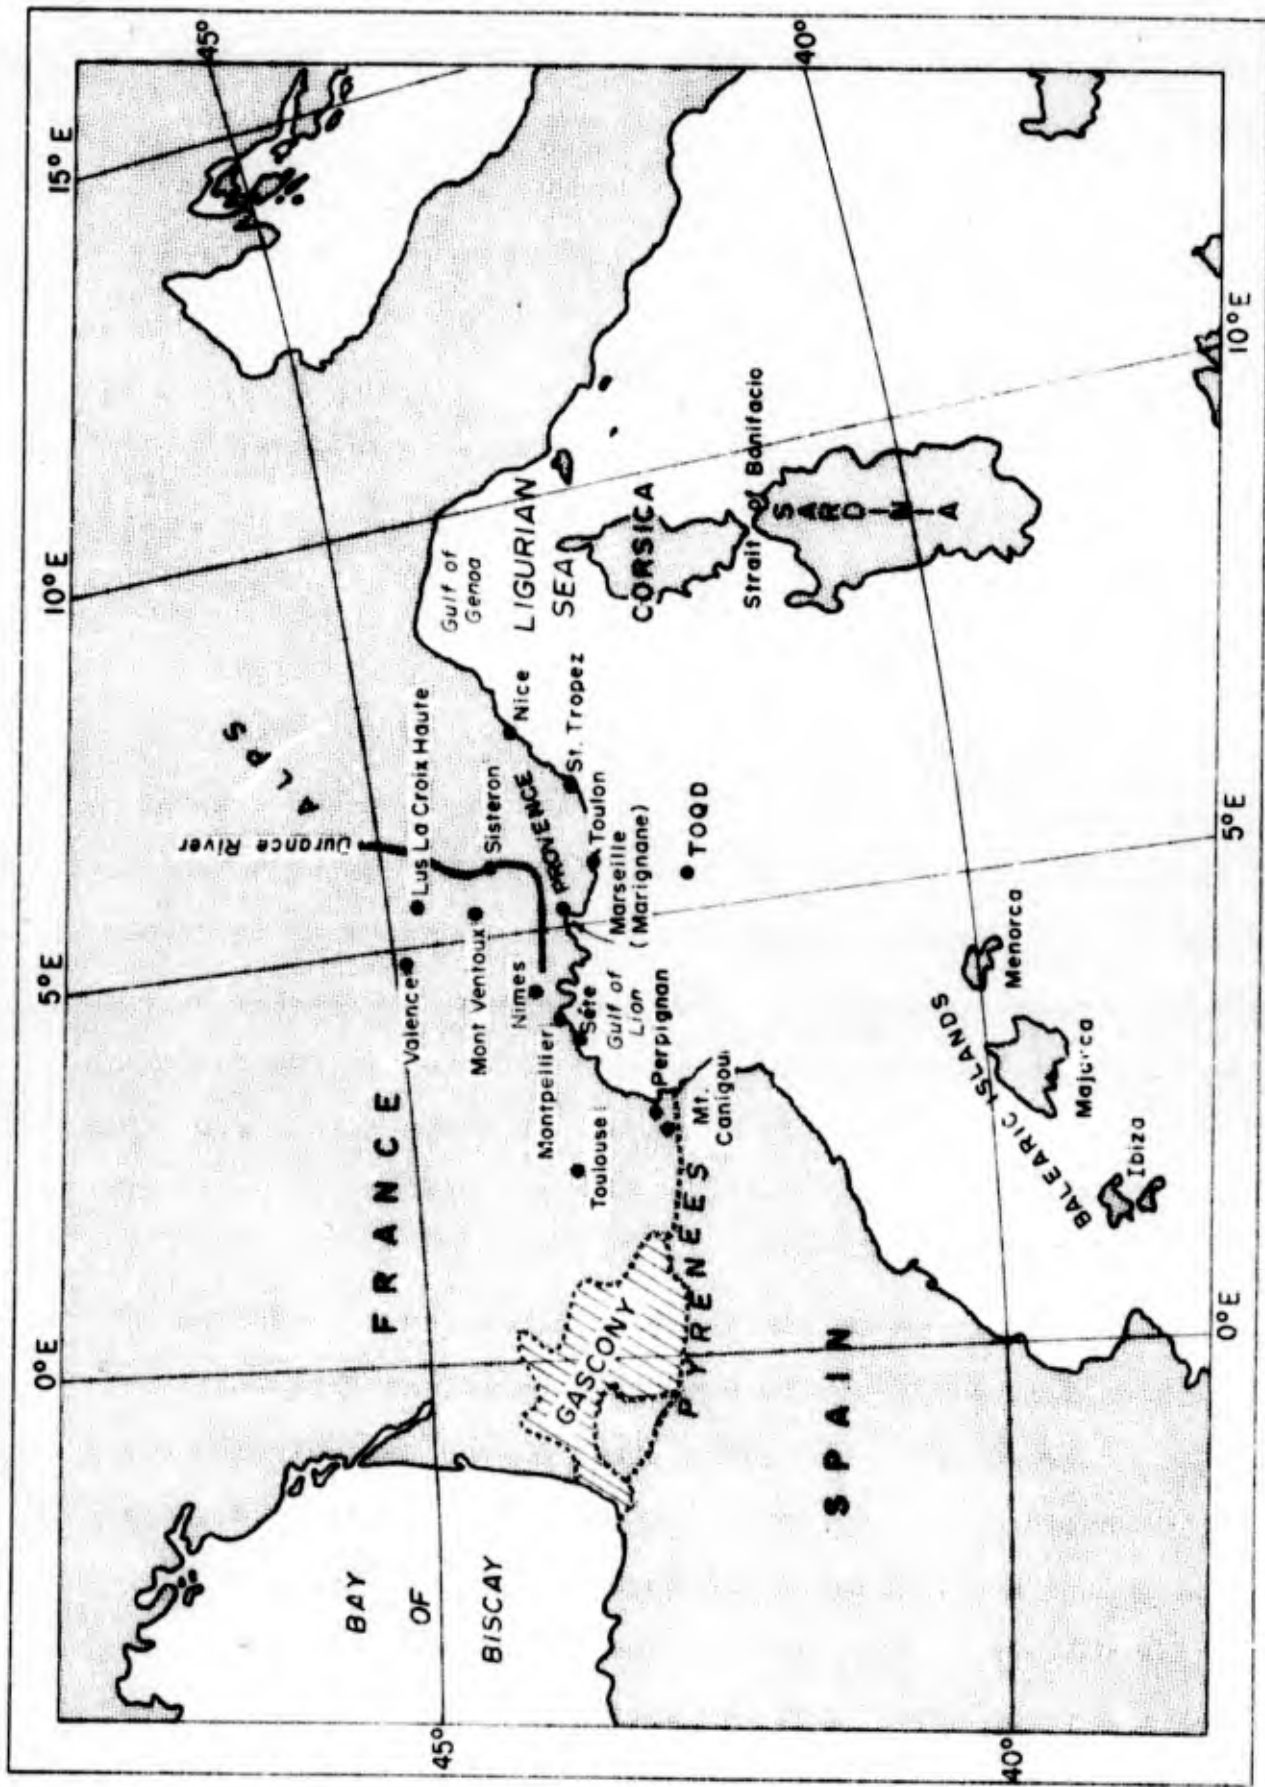 0°E
5°E
10°E
15°E
45°
45°
40°
40°
0°E
5°E
10°E
BAY
OF
BISCAY
FRANCE
ALPS
Durance River
Valence
Lus La Croix Haute
Mont Ventoux
Sisteron
Nimes
PROVENCE
Nice
St. Tropez
Montpellier
Séte
Toulouse
Gulf of
Lion
Marseille
(Marignane)
Toulon
Perpignan
Mt.
Canigou
TOQD
GASCONY
PYRENEES
SPAIN
Gulf of
Genoa
LIGURIAN
SEA
CORSICA
Strait of Banifacio
SARDINIA
BALEARIC ISLANDS
Menorca
Majorca
Ibiza